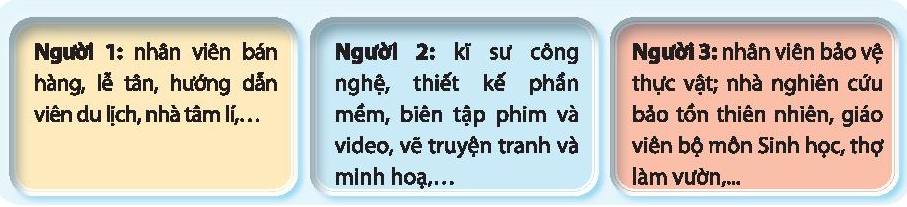 Người 1: nhân viên bán
hàng, lễ tân, hướng dẫn
viên du lịch, nhà tâm lí,...
Người 2: kĩ sư công
nghệ, thiết kế phần
mềm, biên tập phim và
video, vẽ truyện tranh và
minh hoạ,...
Người 3: nhân viên bảo vệ
thực vật; nhà nghiên cứu
bảo tồn thiên nhiên, giáo
viên bộ môn Sinh học, thợ
làm vườn,...